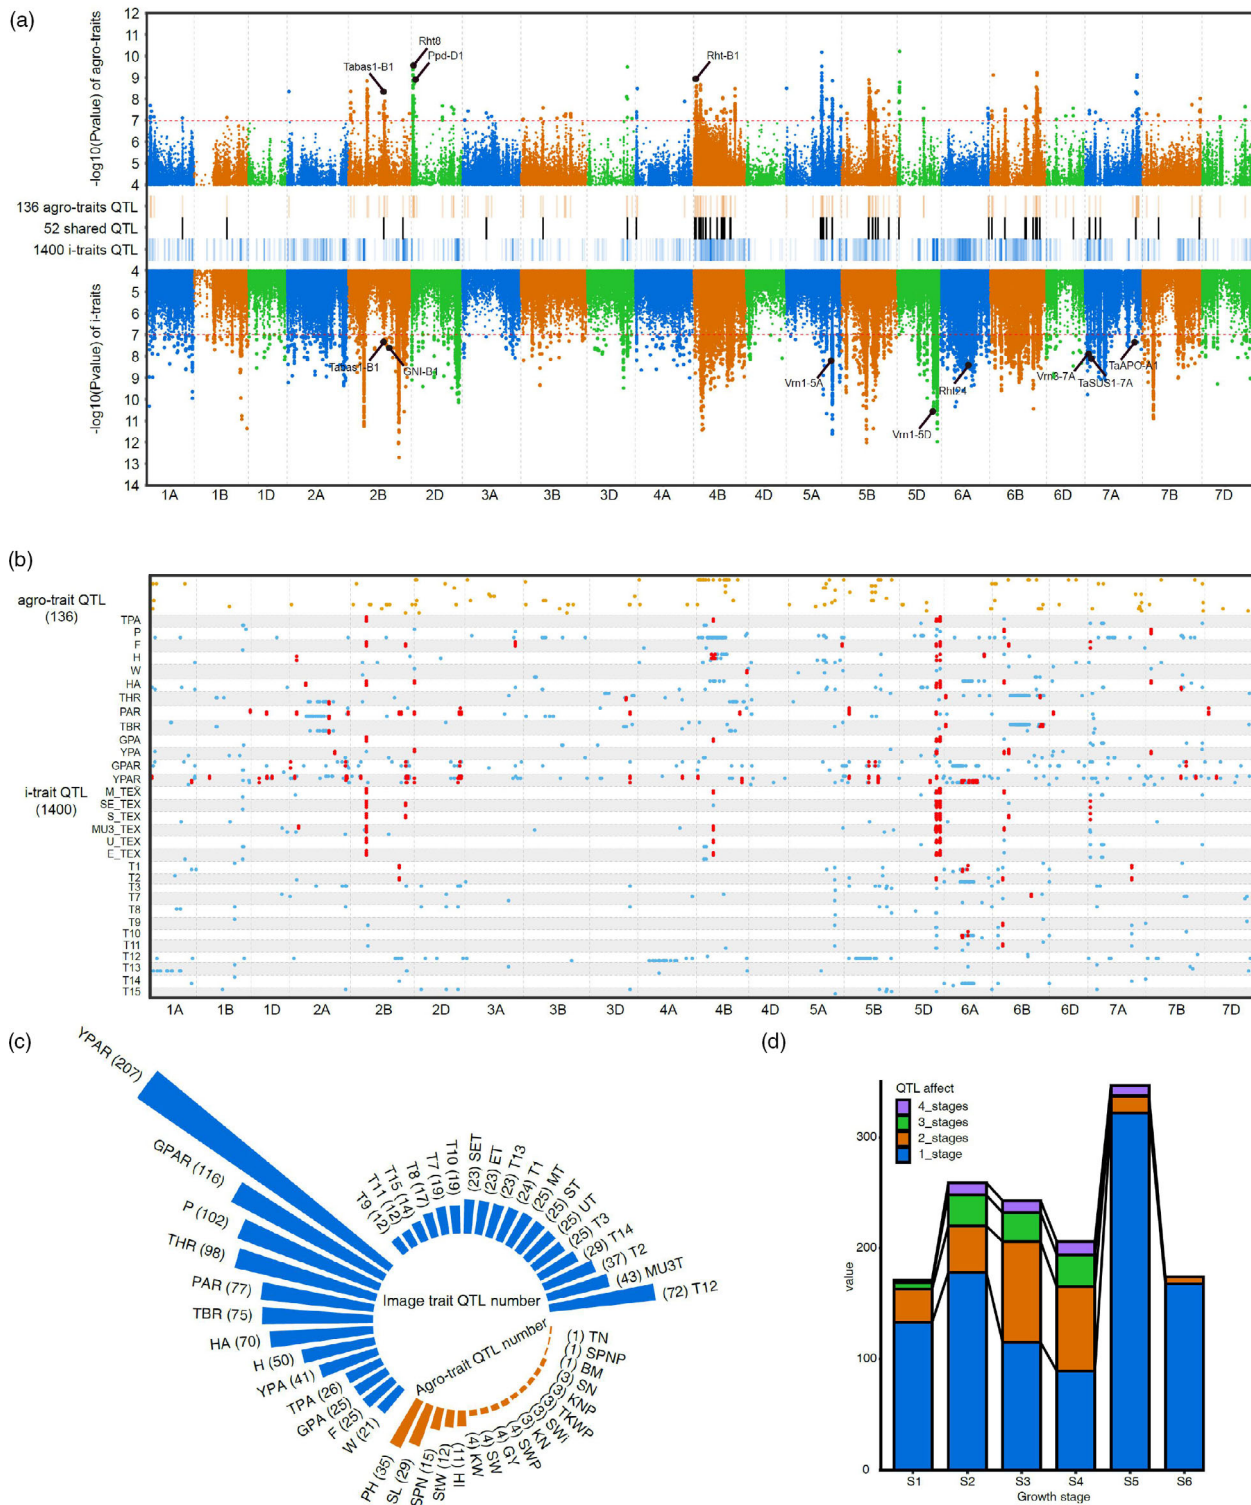 (a)
12
11
10
9
8
7
6
5
4
-log10(Pvalue) of agro-traits
Tabas1-B1
Rht8
Ppd-D1
Rht-B1
136 agro-traits QTL
52 shared QTL
1400 i-traits QTL
4
5
6
7
8
9
10
11
12
13
14
-log10(Pvalue) of i-traits
Tabas1-B1
GNI-B1
Vrn1-5A
Vrn1-5D
Rht24
Vrn3-7A
TaSUS1-7A
TaAPO-A1
1A 1B 1D 2A 2B 2D 3A 3B 3D 4A 4B 4D 5A 5B 5D 6A 6B 6D 7A 7B 7D
(b)
agro-trait QTL
(136)
i-trait QTL
(1400)
TPA
P
F
H
W
HA
THR
PAR
TBR
GPA
YPA
GPAR
YPAR
M_TEX
SE_TEX
S_TEX
MU3_TEX
U_TEX
E_TEX
T1
T2
T3
T7
T8
T9
T10
T11
T12
T13
T14
T15
1A 1B 1D 2A 2B 2D 3A 3B 3D 4A 4B 4D 5A 5B 5D 6A 6B 6D 7A 7B 7D
(c)
YPAR (207)
GPAR (116)
P (102)
THR (98)
PAR (77)
TBR (75)
HA (70)
H (50)
YPA (41)
TPA (26)
GPA (25)
F (25)
W (21)
T9 (12)
T11 (12)
T15 (14)
T8 (17)
T7 (19)
T10 (19)
(23) SET
(23) ET
(23) T13
(24) T1
(25) MT
(25) ST
(25) UT
(25) T3
(29) T14
(37) T2
(43) MU3T
(72) T12
Image trait QTL number
Agro-trait QTL number
(1) TN
(1) SPNP
(1) BM
(3) SN
(3) KNP
(3) TKWP
(3) SWi
(3) KN
(4) SWP
(4) GY
(4) SW
(4) KW
HI (11)
StW (12)
SPN (15)
SL (29)
PH (35)
(d)
QTL affect
4_stages
3_stages
2_stages
1_stage
300
200
100
0
value
S1 S2 S3 S4 S5 S6
Growth stage